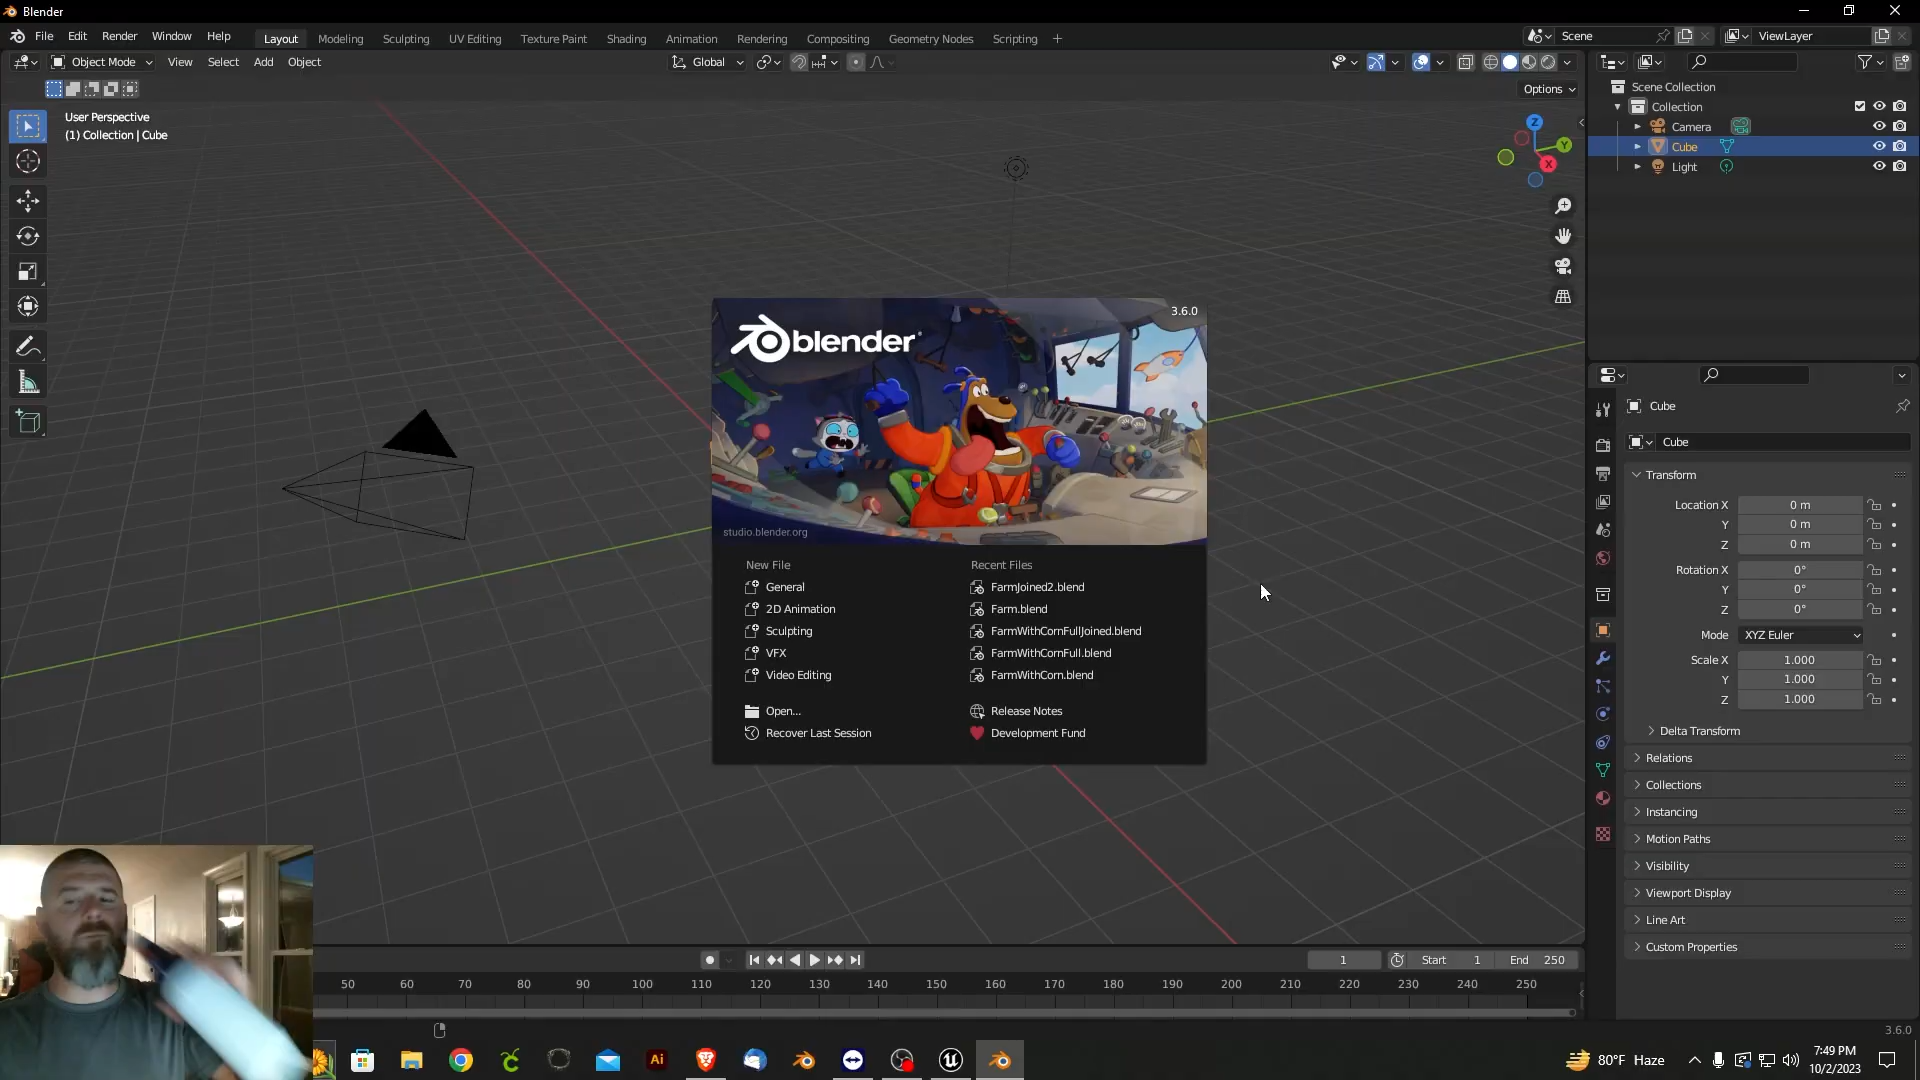 Blender
File Edit Render Window Help
Layout Modeling Sculpting UV Editing Texture Paint Shading Animation Rendering Compositing Geometry Nodes Scripting +
Scene
ViewLayer
Object Mode View Select Add Object
Global
Options
User Perspective
(1) Collection | Cube
Z
Y
X
Scene Collection
Collection
Camera
Cube
Light
3.6.0
blender
studio.blender.org
New File
General
2D Animation
Sculpting
VFX
Video Editing
Open...
Recover Last Session
Recent Files
FarmJoined2.blend
Farm.blend
FarmWithCornFullJoined.blend
FarmWithCornFull.blend
FarmWithCorn.blend
Release Notes
Development Fund
Cube
Cube
Transform
Location X 0 m
Y 0 m
Z 0 m
Rotation X 0°
Y 0°
Z 0°
Mode XYZ Euler
Scale X 1.000
Y 1.000
Z 1.000
Delta Transform
Relations
Collections
Instancing
Motion Paths
Visibility
Viewport Display
Line Art
Custom Properties
1 Start 1 End 250
50 60 70 80 90 100 110 120 130 140 150 160 170 180 190 200 210 220 230 240 250
3.6.0
Ai
80°F Haze
7:49 PM
10/2/2023